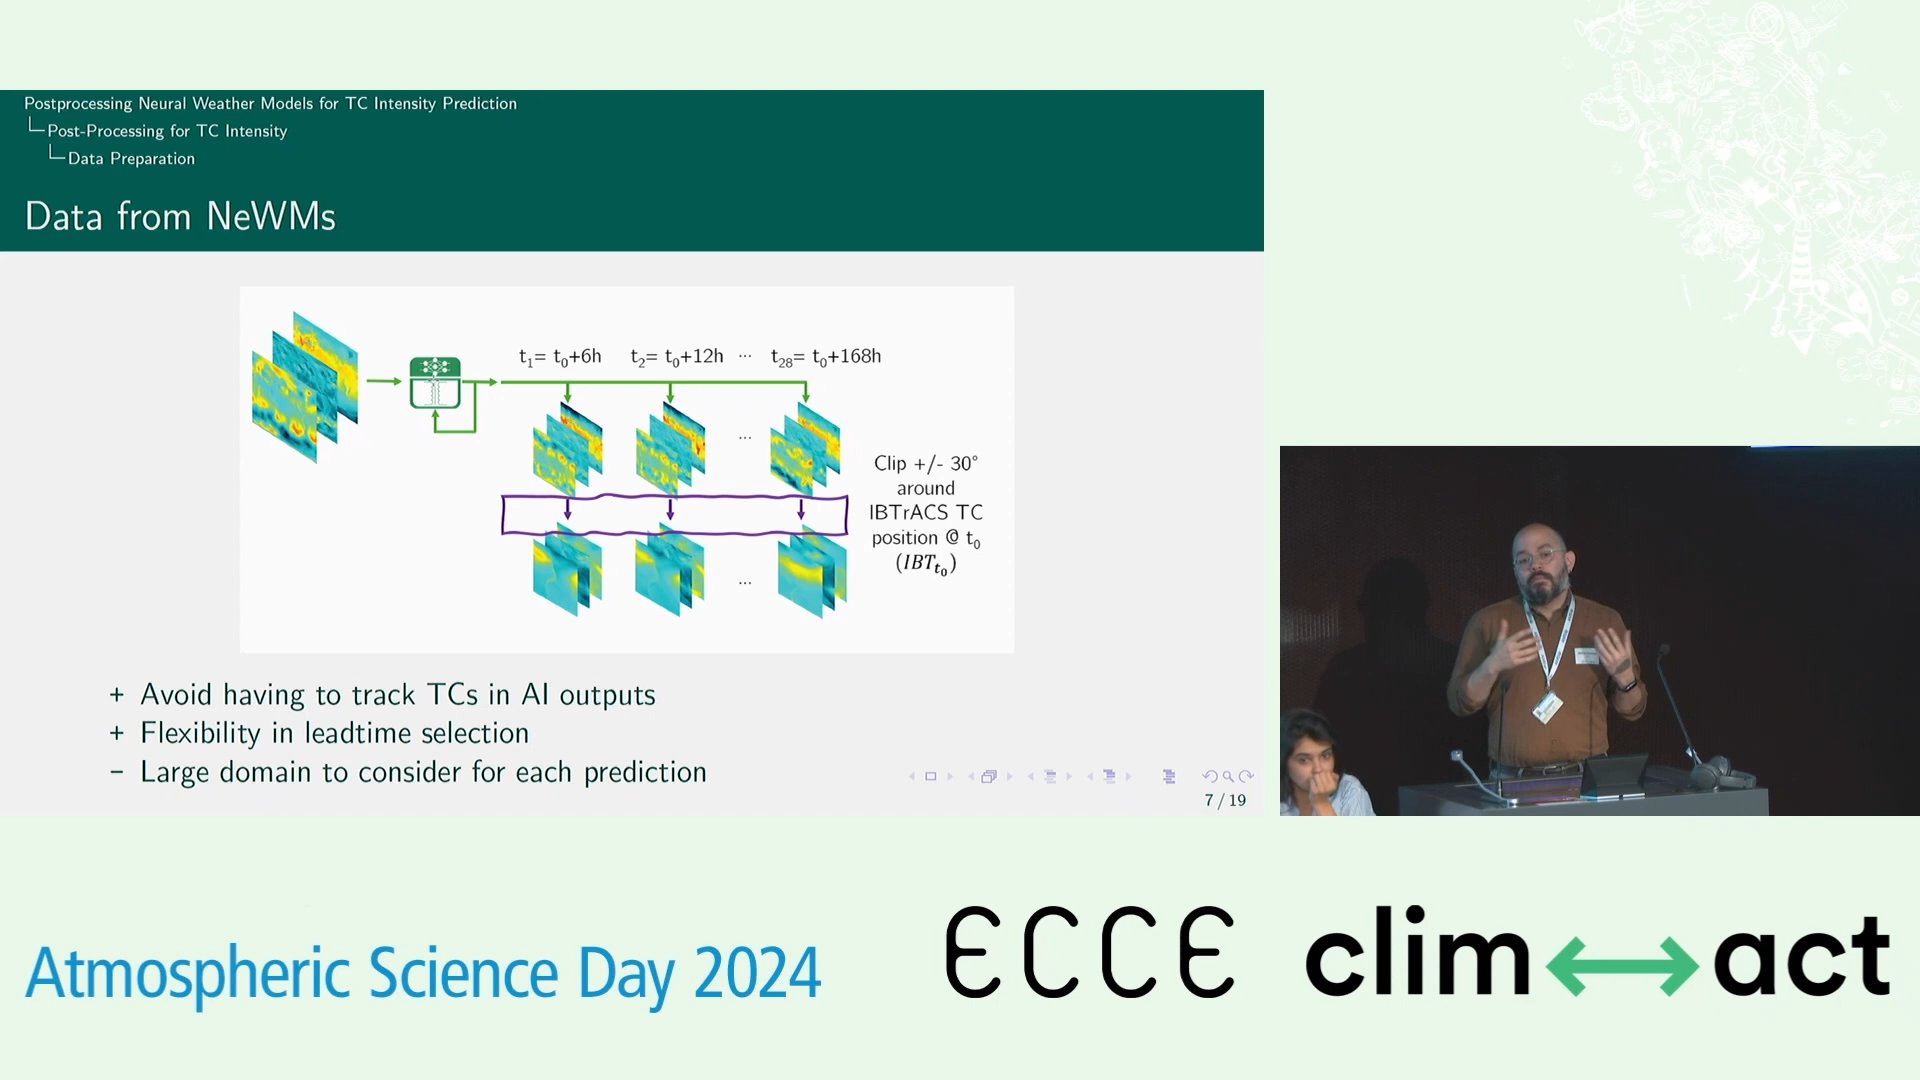 Postprocessing Neural Weather Models for TC Intensity Prediction
Post-Processing for TC Intensity
Data Preparation
Data from NeWMs
t1= t0+6h t2= t0+12h ... t28= t0+168h
...
Clip +/- 30°
around
IBTrACS TC
position @ t0
(IBTt0)
...
+ Avoid having to track TCs in AI outputs
+ Flexibility in leadtime selection
− Large domain to consider for each prediction
7 / 19
Atmospheric Science Day 2024
ECCE
clim act